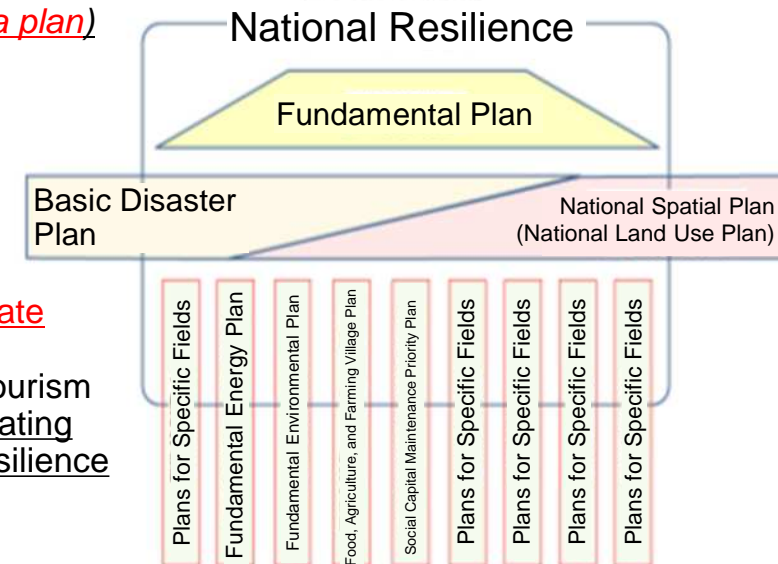 a plan)
National Resilience
Fundamental Plan
Basic Disaster
Plan
National Spatial Plan
(National Land Use Plan)
ate
ourism
ating
silience
Plans for Specific Fields
Fundamental Energy Plan
Fundamental Environmental Plan
Food, Agriculture, and Farming Village Plan
Social Capital Maintenance Priority Plan
Plans for Specific Fields
Plans for Specific Fields
Plans for Specific Fields
Plans for Specific Fields